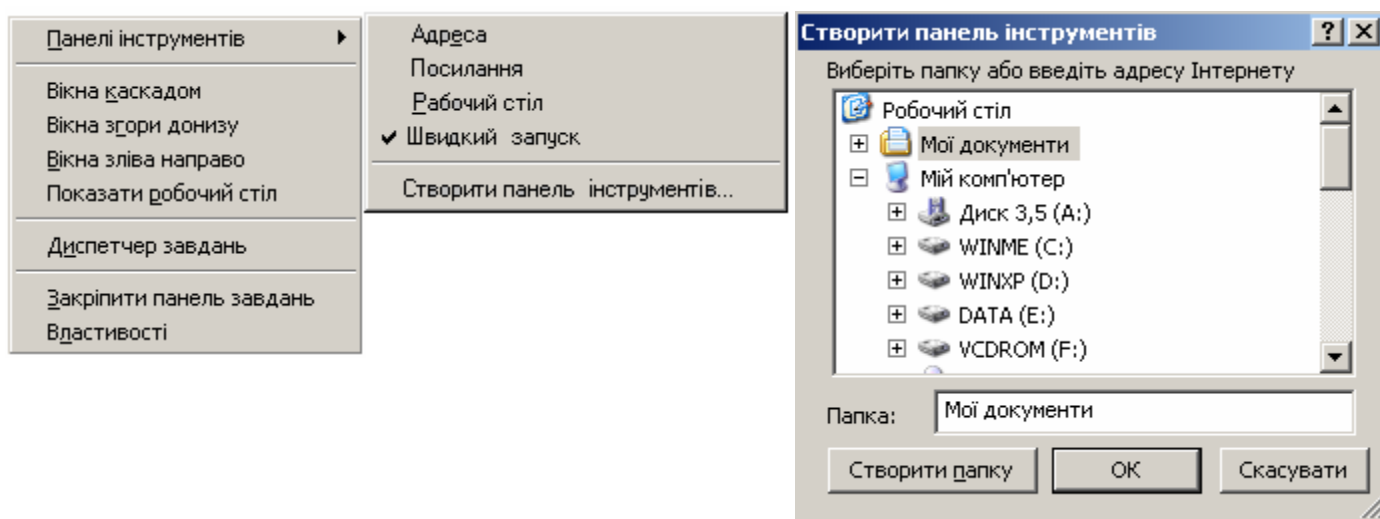 Панелі інструментів
Вікна каскадом
Вікна згори донизу
Вікна зліва направо
Показати робочий стіл
Диспетчер завдань
Закріпити панель завдань
Властивості
Адреса
Посилання
Рабочий стіл
Швидкий запуск
Створити панель інструментів...
Створити панель інструментів
Виберіть папку або введіть адресу Інтернету
Робочий стіл
Мої документи
Мій комп'ютер
Диск 3,5 (A:)
WINME (C:)
WINXP (D:)
DATA (E:)
VCDROM (F:)
Папка: Мої документи
Створити папку ОК Скасувати